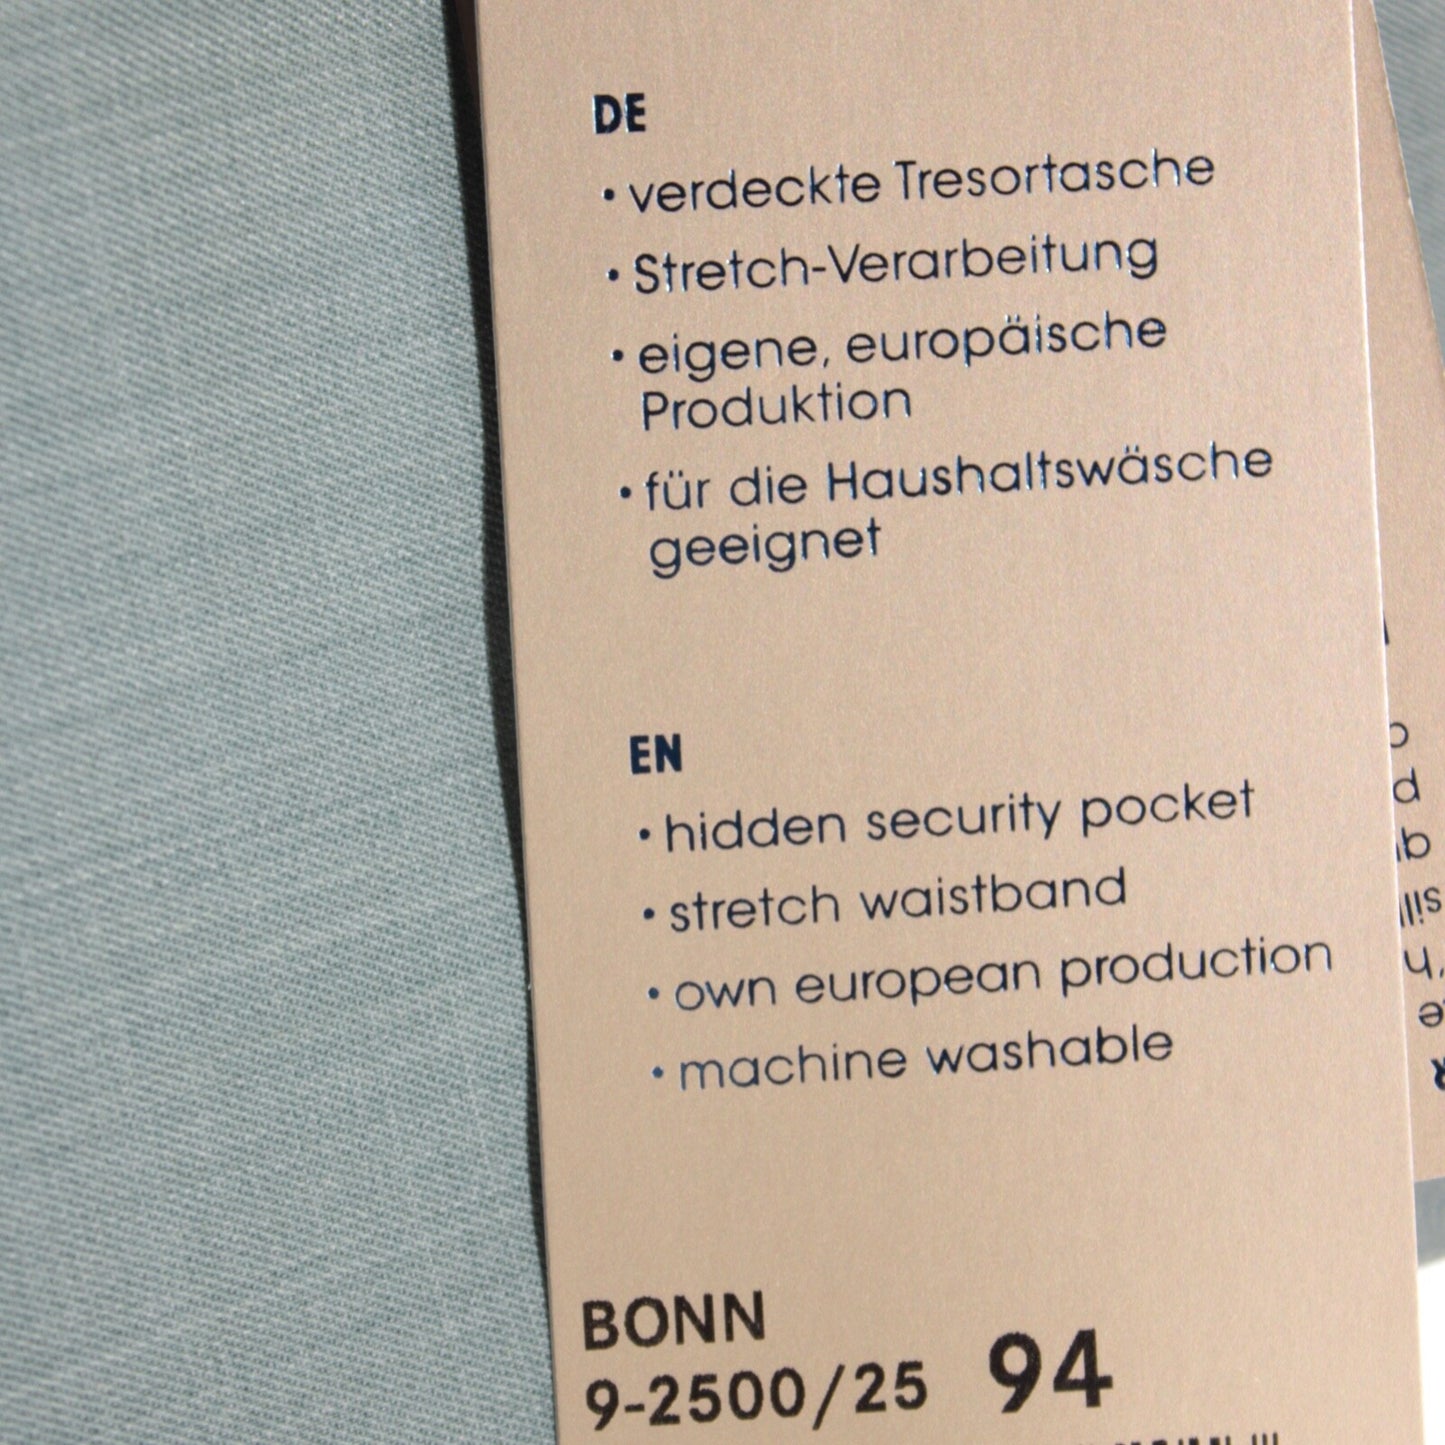 DE
• verdeckte Tresortasche
• Stretch-Verarbeitung
• eigene, europäische
Produktion
• für die Haushaltswäsche
geeignet
EN
• hidden security pocket
• stretch waistband
• own european production
• machine washable
BONN
9-2500/25 94